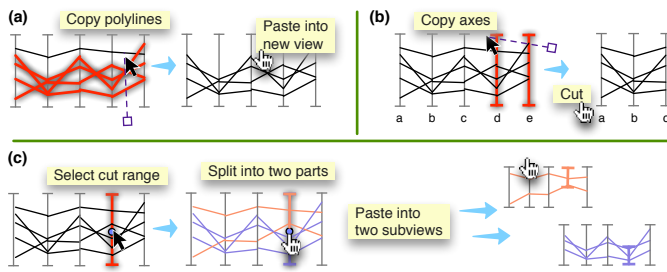 (a)
Copy polylines
Paste into
new view
(b)
Copy axes
Cut
a b c d e
a b c
(c)
Select cut range
Split into two parts
Paste into
two subviews